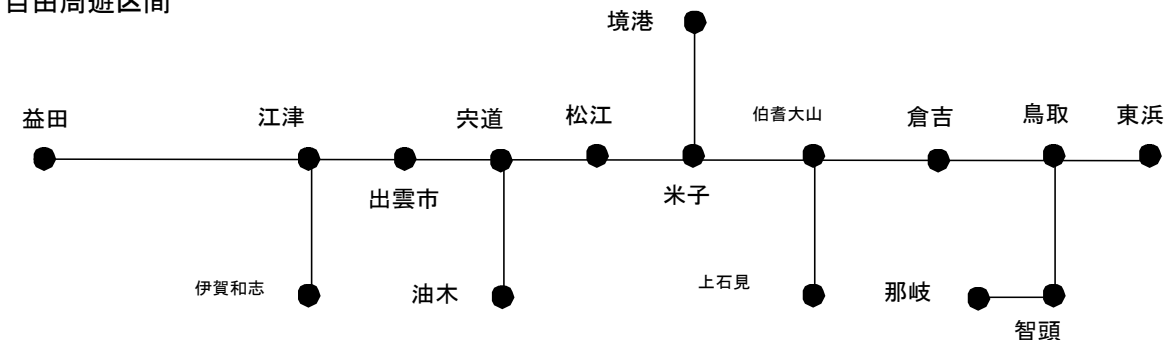 自由周遊区間
境港
益田
江津
宍道
松江
伯耆大山
倉吉
鳥取
東浜
出雲市
米子
伊賀和志
油木
上石見
那岐
智頭